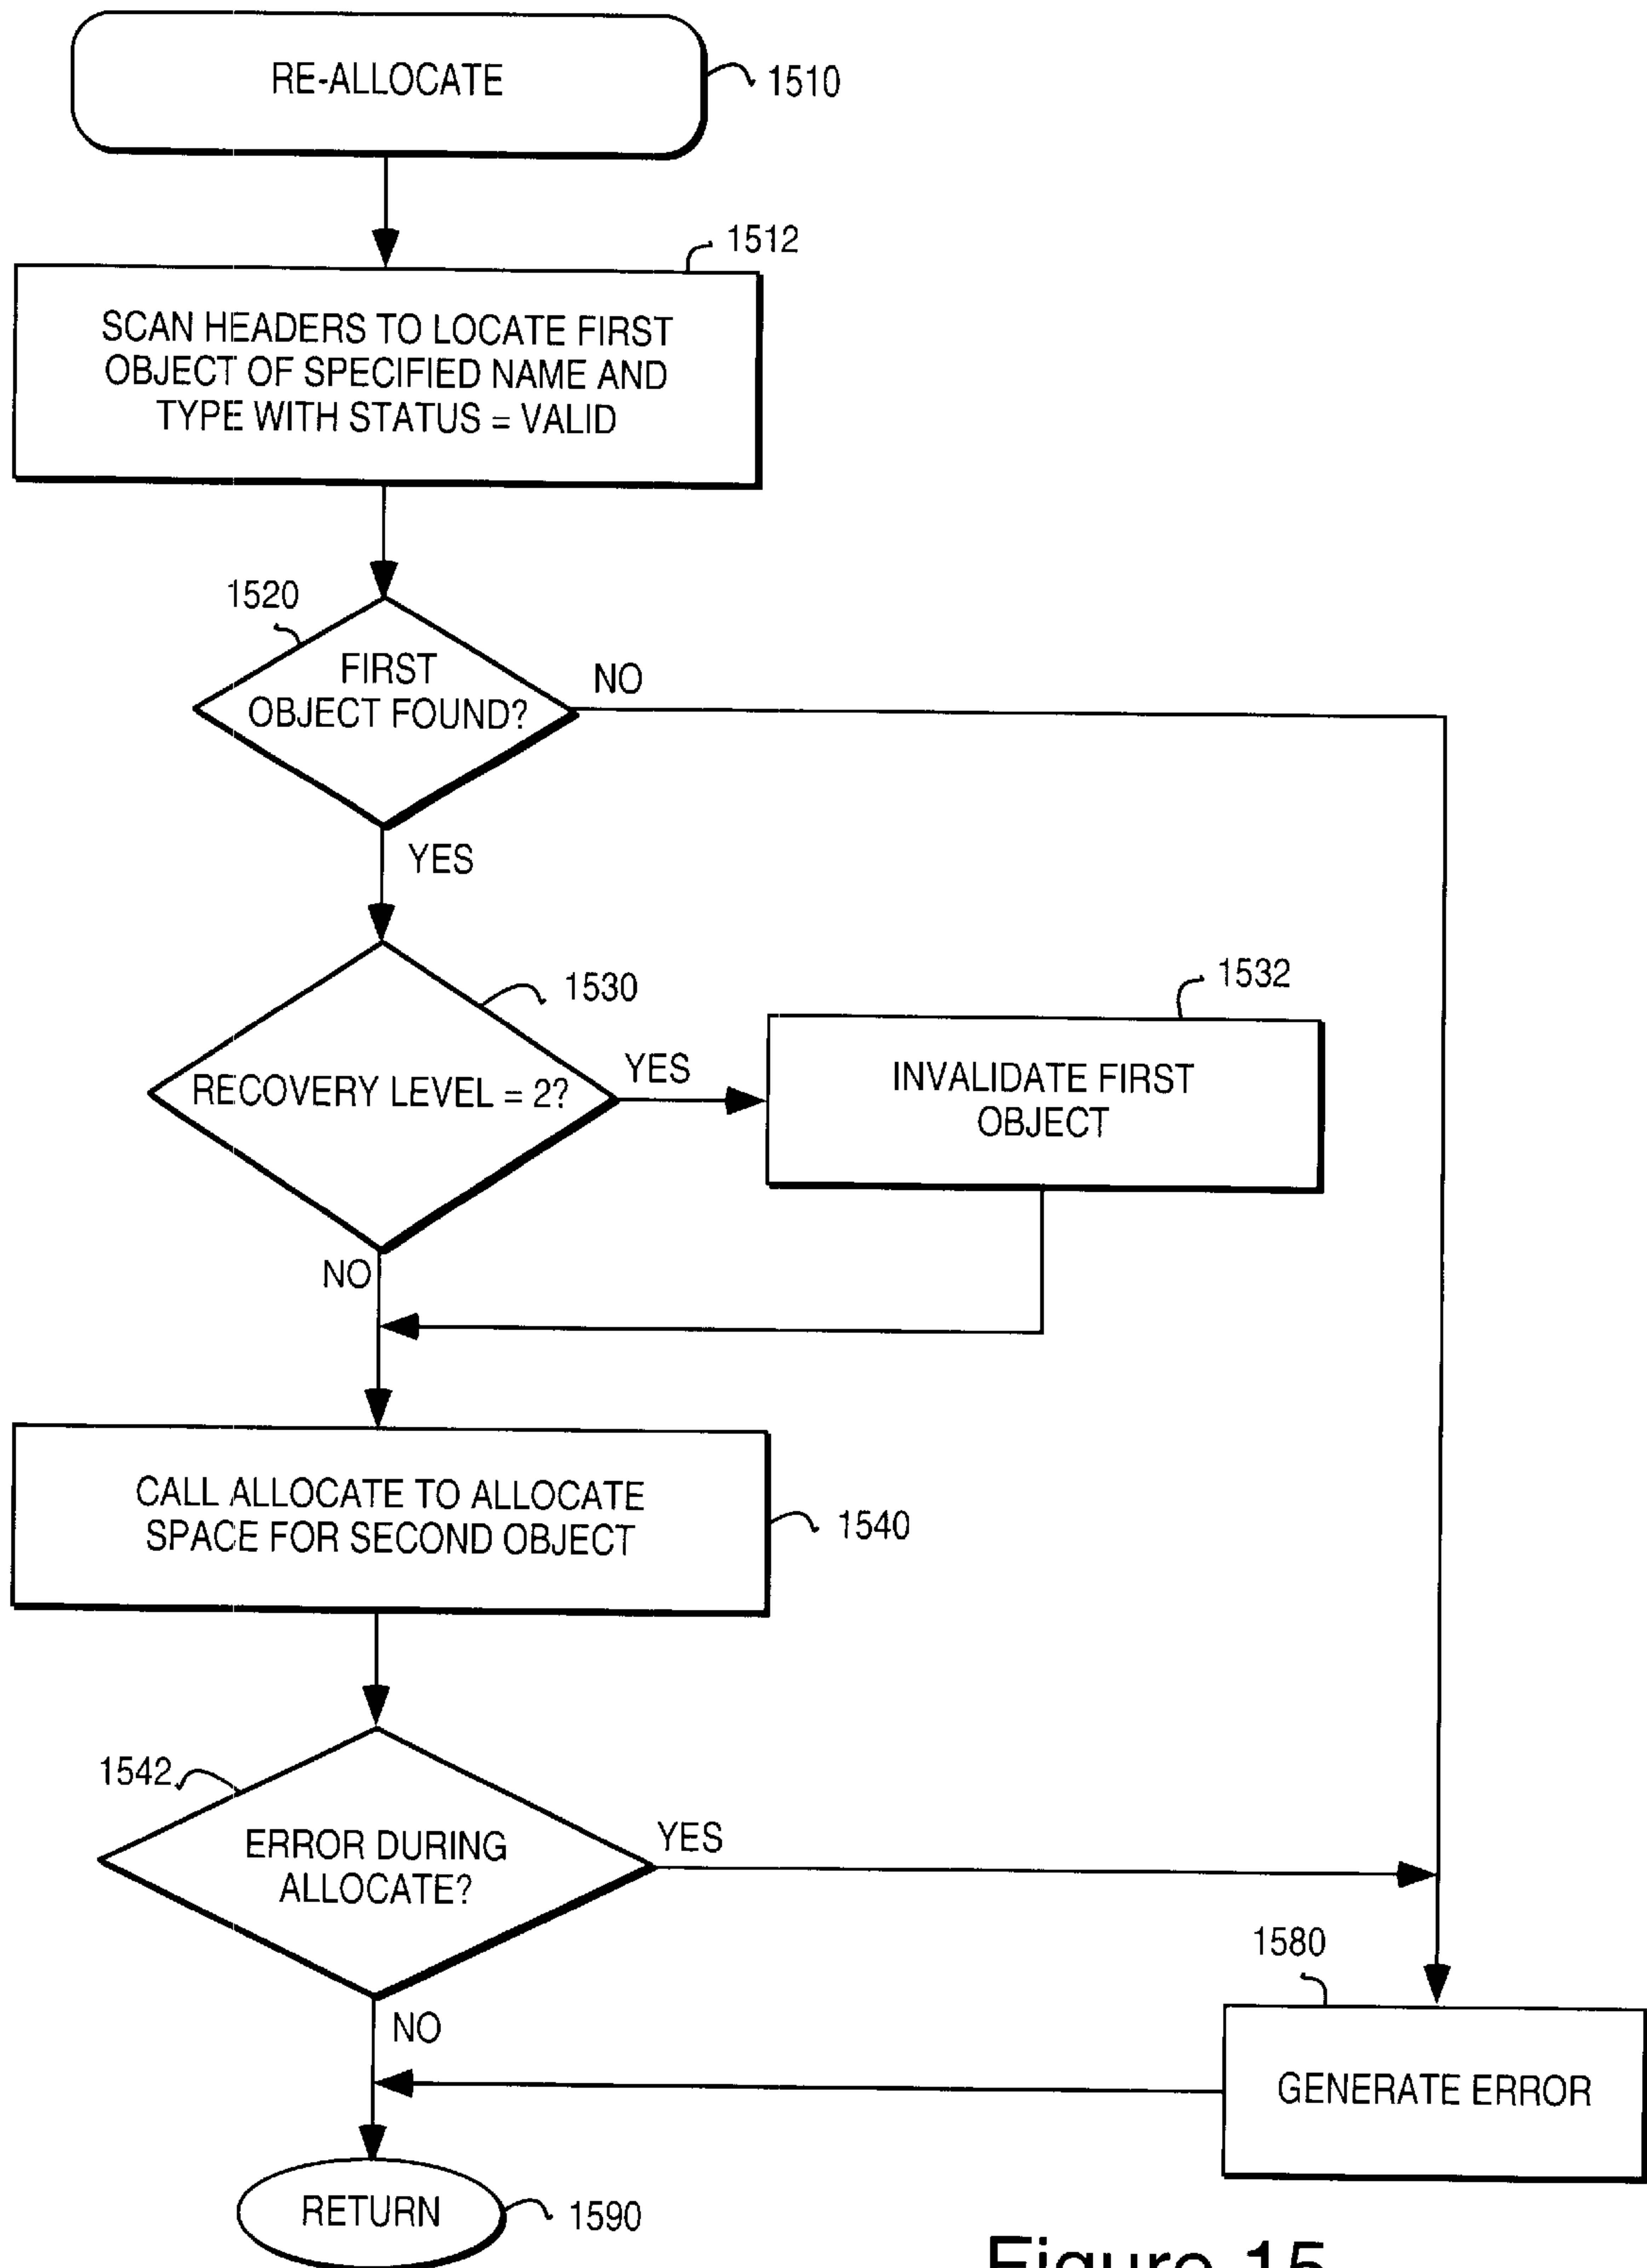 RE-ALLOCATE
1510
1512
SCAN HEADERS TO LOCATE FIRST
OBJECT OF SPECIFIED NAME AND
TYPE WITH STATUS = VALID
1520
FIRST
OBJECT FOUND?
NO
YES
1530
1532
RECOVERY LEVEL = 2?
YES
INVALIDATE FIRST
OBJECT
NO
CALL ALLOCATE TO ALLOCATE
SPACE FOR SECOND OBJECT
1540
1542
ERROR DURING
ALLOCATE?
YES
1580
NO
GENERATE ERROR
RETURN
1590
Figure 15